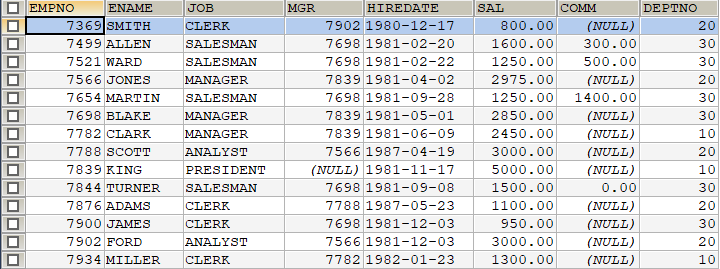 EMPNO ENAME JOB MGR HIREDATE SAL COMM DEPTNO
7369 SMITH CLERK 7902 1980-12-17 800.00 (NULL) 20
7499 ALLEN SALESMAN 7698 1981-02-20 1600.00 300.00 30
7521 WARD SALESMAN 7698 1981-02-22 1250.00 500.00 30
7566 JONES MANAGER 7839 1981-04-02 2975.00 (NULL) 20
7654 MARTIN SALESMAN 7698 1981-09-28 1250.00 1400.00 30
7698 BLAKE MANAGER 7839 1981-05-01 2850.00 (NULL) 30
7782 CLARK MANAGER 7839 1981-06-09 2450.00 (NULL) 10
7788 SCOTT ANALYST 7566 1987-04-19 3000.00 (NULL) 20
7839 KING PRESIDENT (NULL) 1981-11-17 5000.00 (NULL) 10
7844 TURNER SALESMAN 7698 1981-09-08 1500.00 0.00 30
7876 ADAMS CLERK 7788 1987-05-23 1100.00 (NULL) 20
7900 JAMES CLERK 7698 1981-12-03 950.00 (NULL) 30
7902 FORD ANALYST 7566 1981-12-03 3000.00 (NULL) 20
7934 MILLER CLERK 7782 1982-01-23 1300.00 (NULL) 10